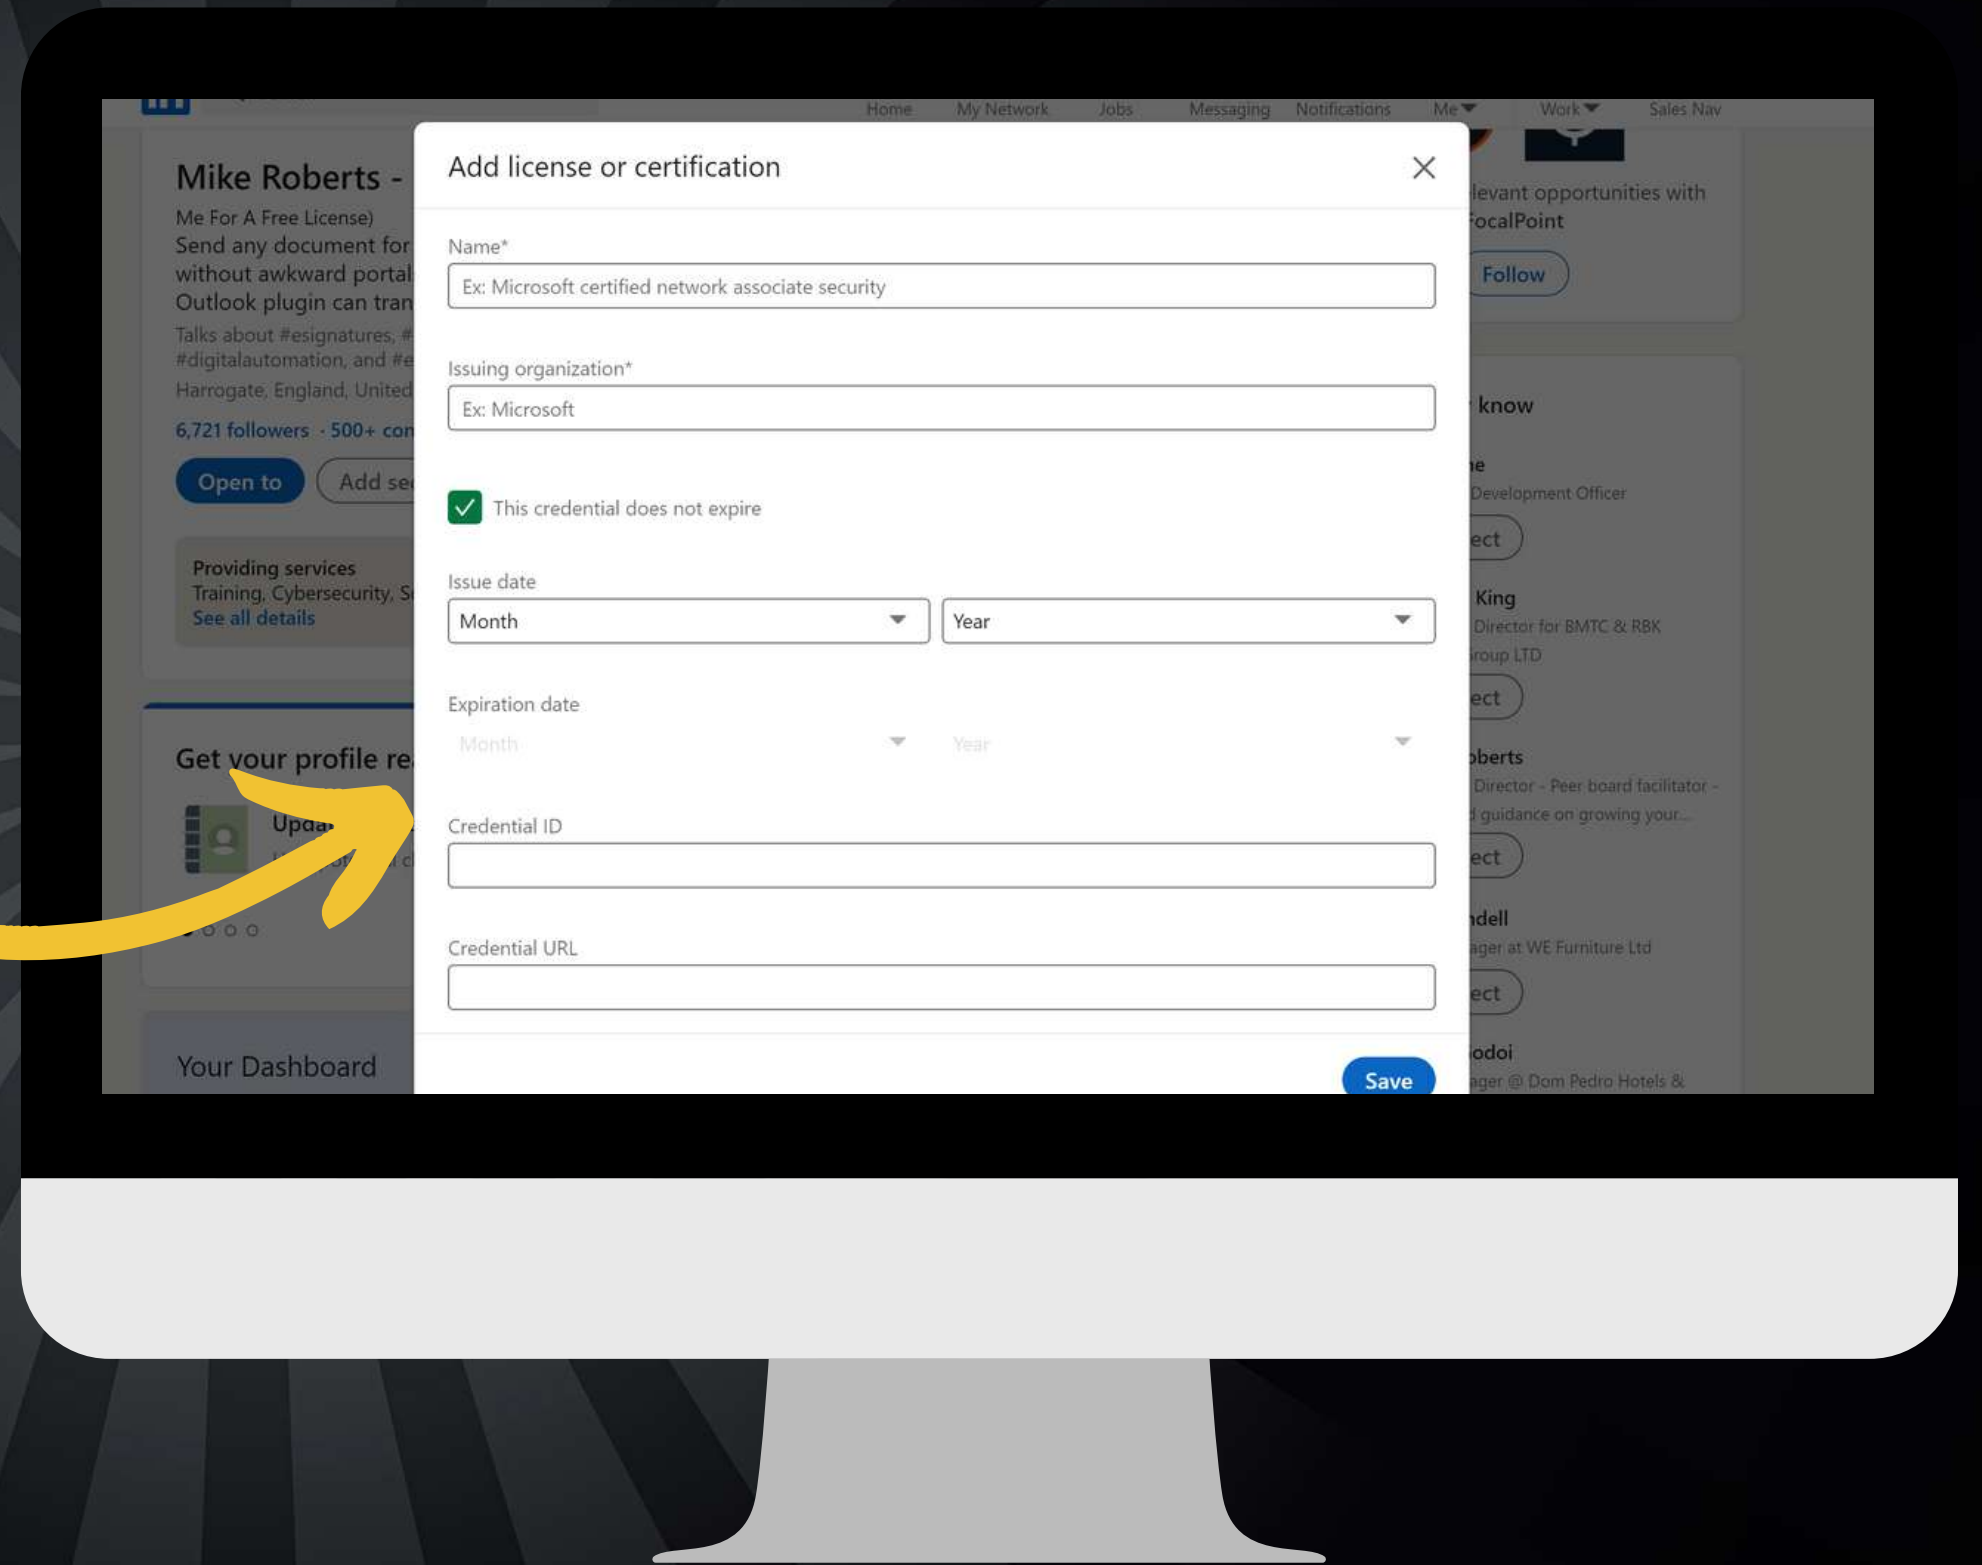 Home My Network Jobs Messaging Notifications Me Work Sales Nav
Mike Roberts -
Me For A Free License)
Send any document for
without awkward portal
Outlook plugin can tran
Talks about #esignatures, #
#digitalautomation, and #e
Harrogate, England, United
6,721 followers · 500+ con
Open to
Add see
Providing services
Training, Cybersecurity, S
See all details
Get your profile re
Upda
Your Dashboard
Add license or certification
Name*
Ex: Microsoft certified network associate security
Issuing organization*
Ex: Microsoft
This credential does not expire
Issue date
Month Year
Expiration date
Month Year
Credential ID
Credential URL
Save
levant opportunities with
FocalPoint
Follow
know
ne
Development Officer
ect
King
Director for BMTC & RBK
roup LTD
ect
oberts
Director - Peer board facilitator -
d guidance on growing your...
ect
ndell
ager at WE Furniture Ltd
ect
odoi
ager @ Dom Pedro Hotels &